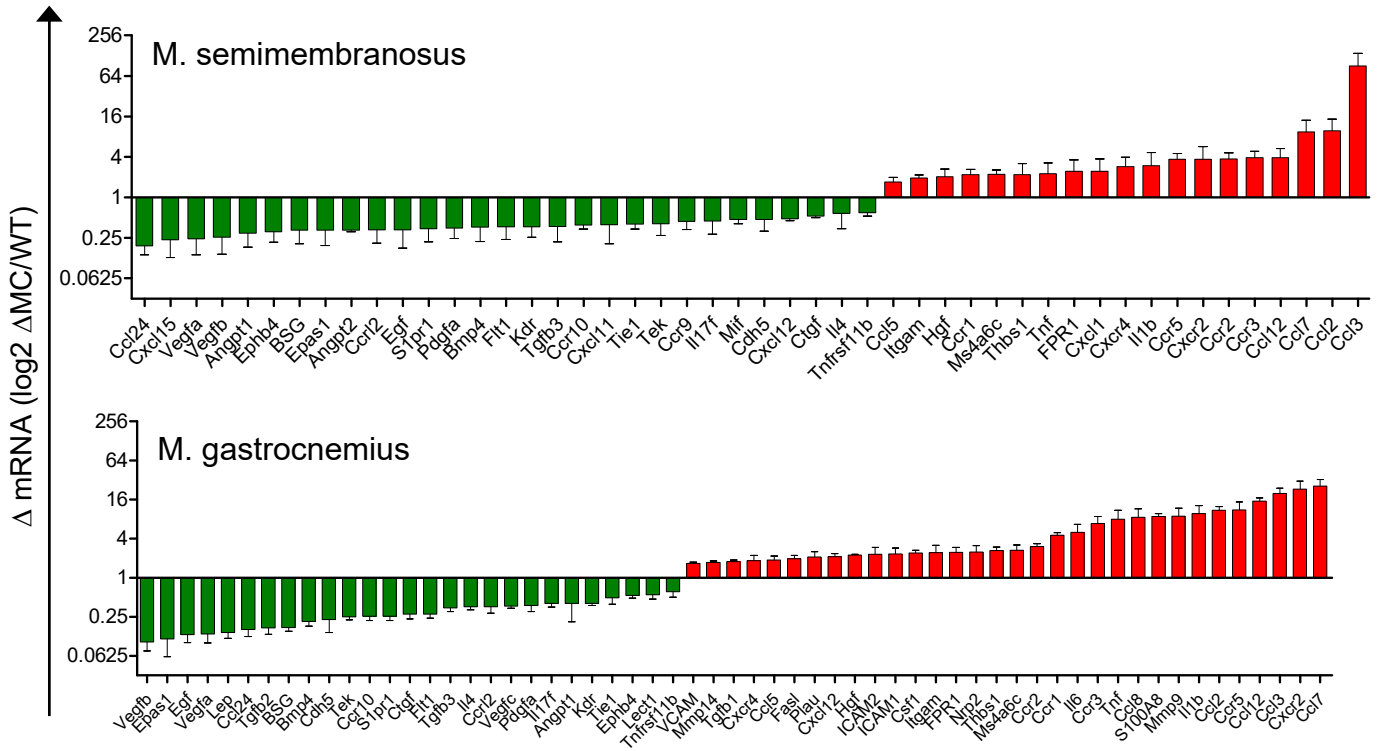 Δ mRNA (log2 ΔMC/WT)
M. semimembranosus
256
64
16
4
1
0.25
0.0625
Ccl24
Cxcl15
Vegfa
Vegfb
Angpt1
Ephb4
BSG
Epas1
Angpt2
Ccrl2
Egf
S1pr1
Pdgfa
Bmp4
Flt1
Kdr
Tgfb3
Ccr10
Cxcl11
Tie1
Tek
Ccr9
Il17f
Mif
Cdh5
Cxcl12
Ctgf
Il4
Tnfrsf11b
Ccl5
Itgam
Hgf
Ccr1
Ms4a6c
Thbs1
Tnf
FPR1
Cxcl1
Cxcr4
Il1b
Ccr5
Cxcr2
Ccr2
Ccr3
Ccl12
Ccl7
Ccl2
Ccl3
M. gastrocnemius
256
64
16
4
1
0.25
0.0625
Vegfb
Epas1
Egf
Vegfa
Lep
Ccl24
Tgfb2
BSG
Bmp4
Cdh5
Tek
Ccr10
S1pr1
Ctgf
Flt1
Tgfb3
Il4
Ccrl2
Vegfc
Pdgfa
Il17f
Angpt1
Kdr
Tie1
Ephb4
Lect1
Tnfrsf11b
VCAM
Mmp14
Tgfb1
Cxcr4
Ccl5
Fasl
Plau
Cxcl12
Hgf
ICAM2
ICAM1
Csf1
Itgam
FPR1
Nrp2
Thbs1
Ms4a6c
Ccr2
Ccr1
Il6
Ccr3
Tnf
Ccl8
S100A8
Mmp9
Il1b
Ccl2
Ccr5
Ccl12
Ccl3
Cxcr2
Ccl7